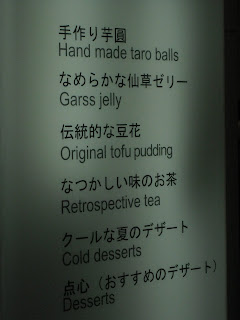 手作り芋圓
Hand made taro balls
なめらかな仙草ゼリー
Garss jelly
伝統的な豆花
Original tofu pudding
なつかしい味のお茶
Retrospective tea
クールな夏のデザート
Cold desserts
点心（おすすめのデザート）
Desserts